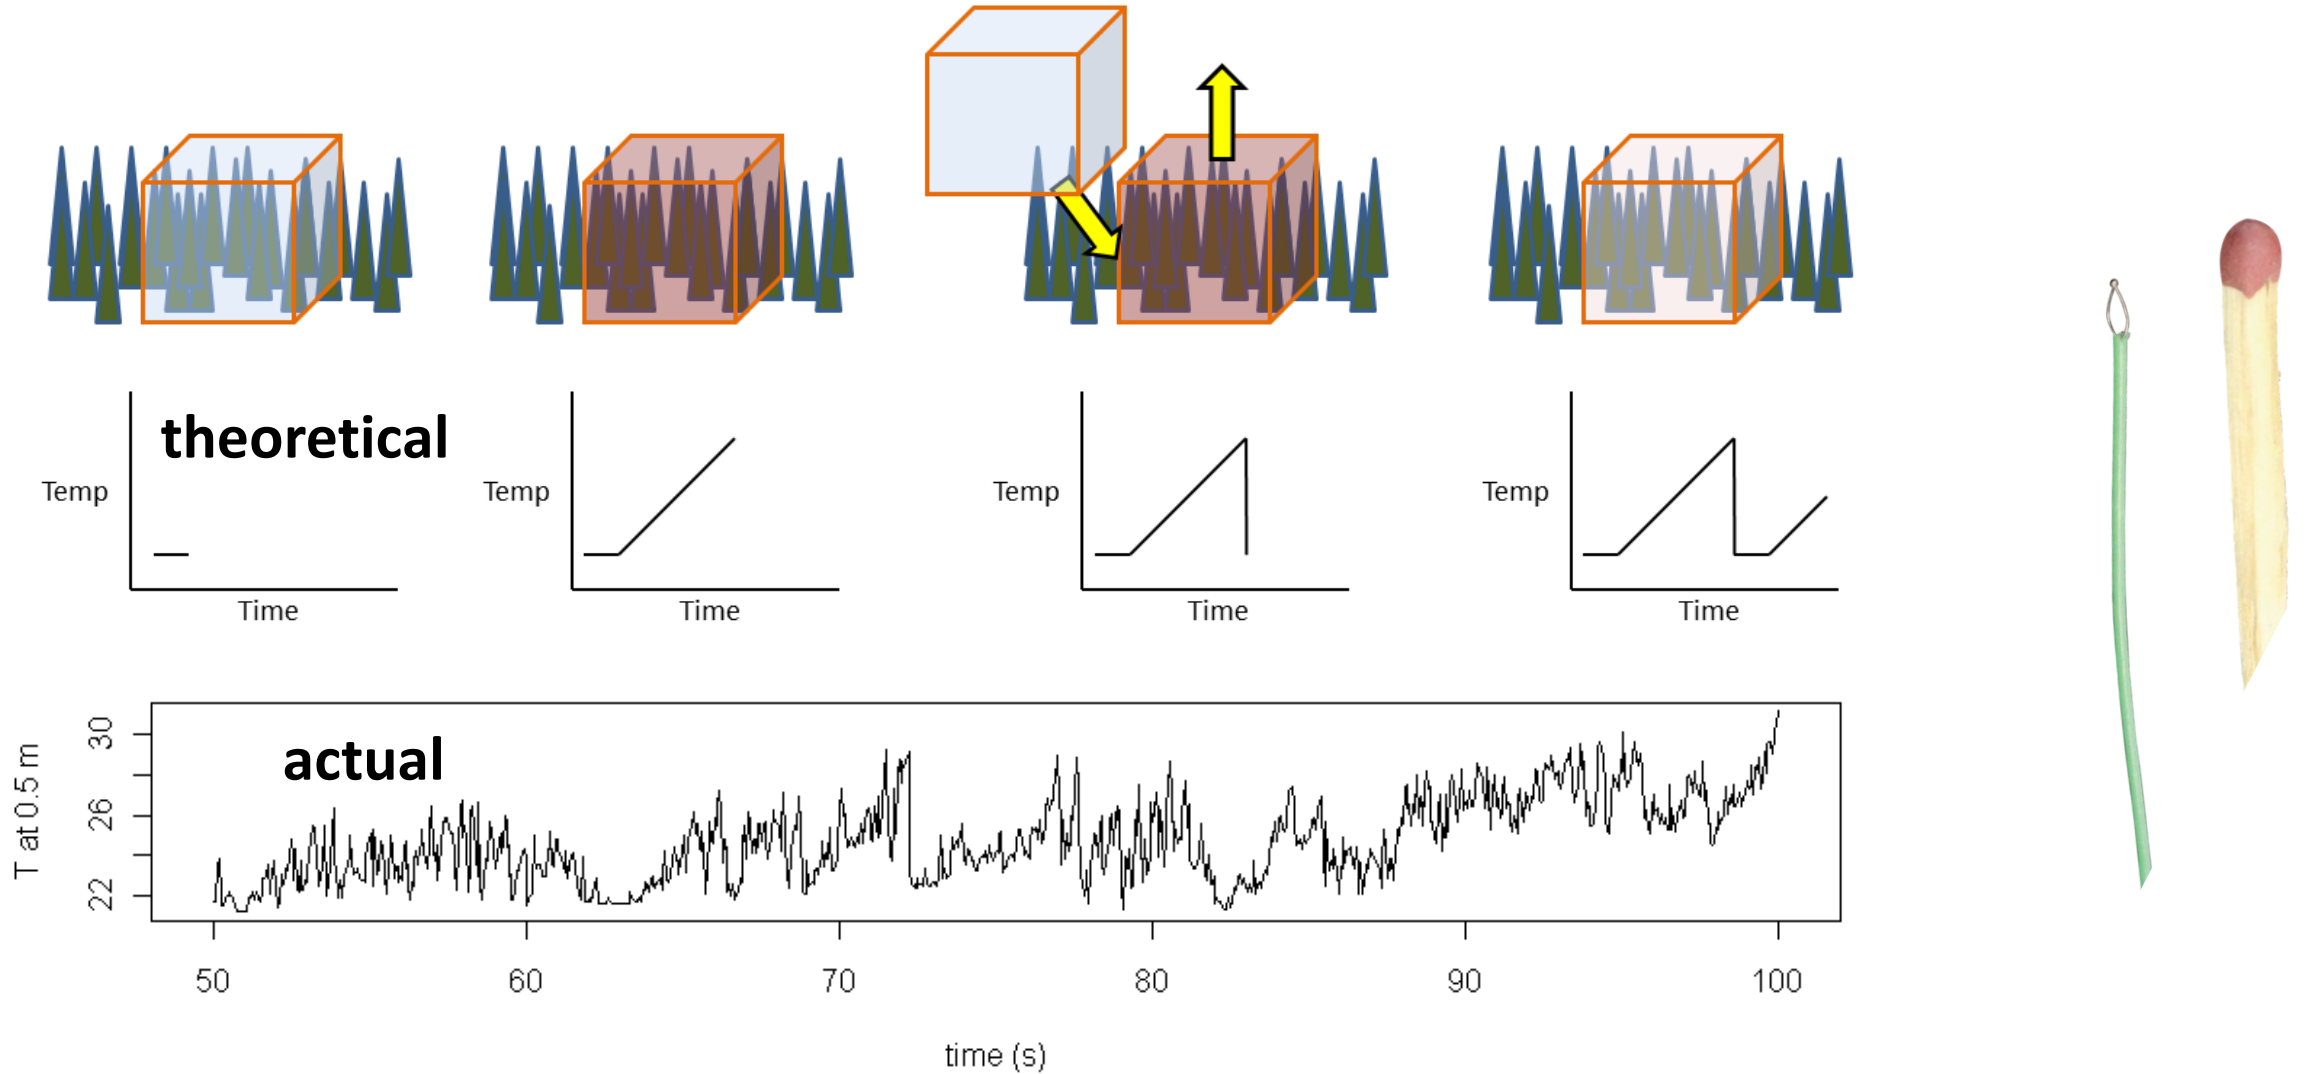 theoretical
Temp
Time
Temp
Time
Temp
Time
Temp
Time
actual
T at 0.5 m
30
26
22
50
60
70
80
90
100
time (s)